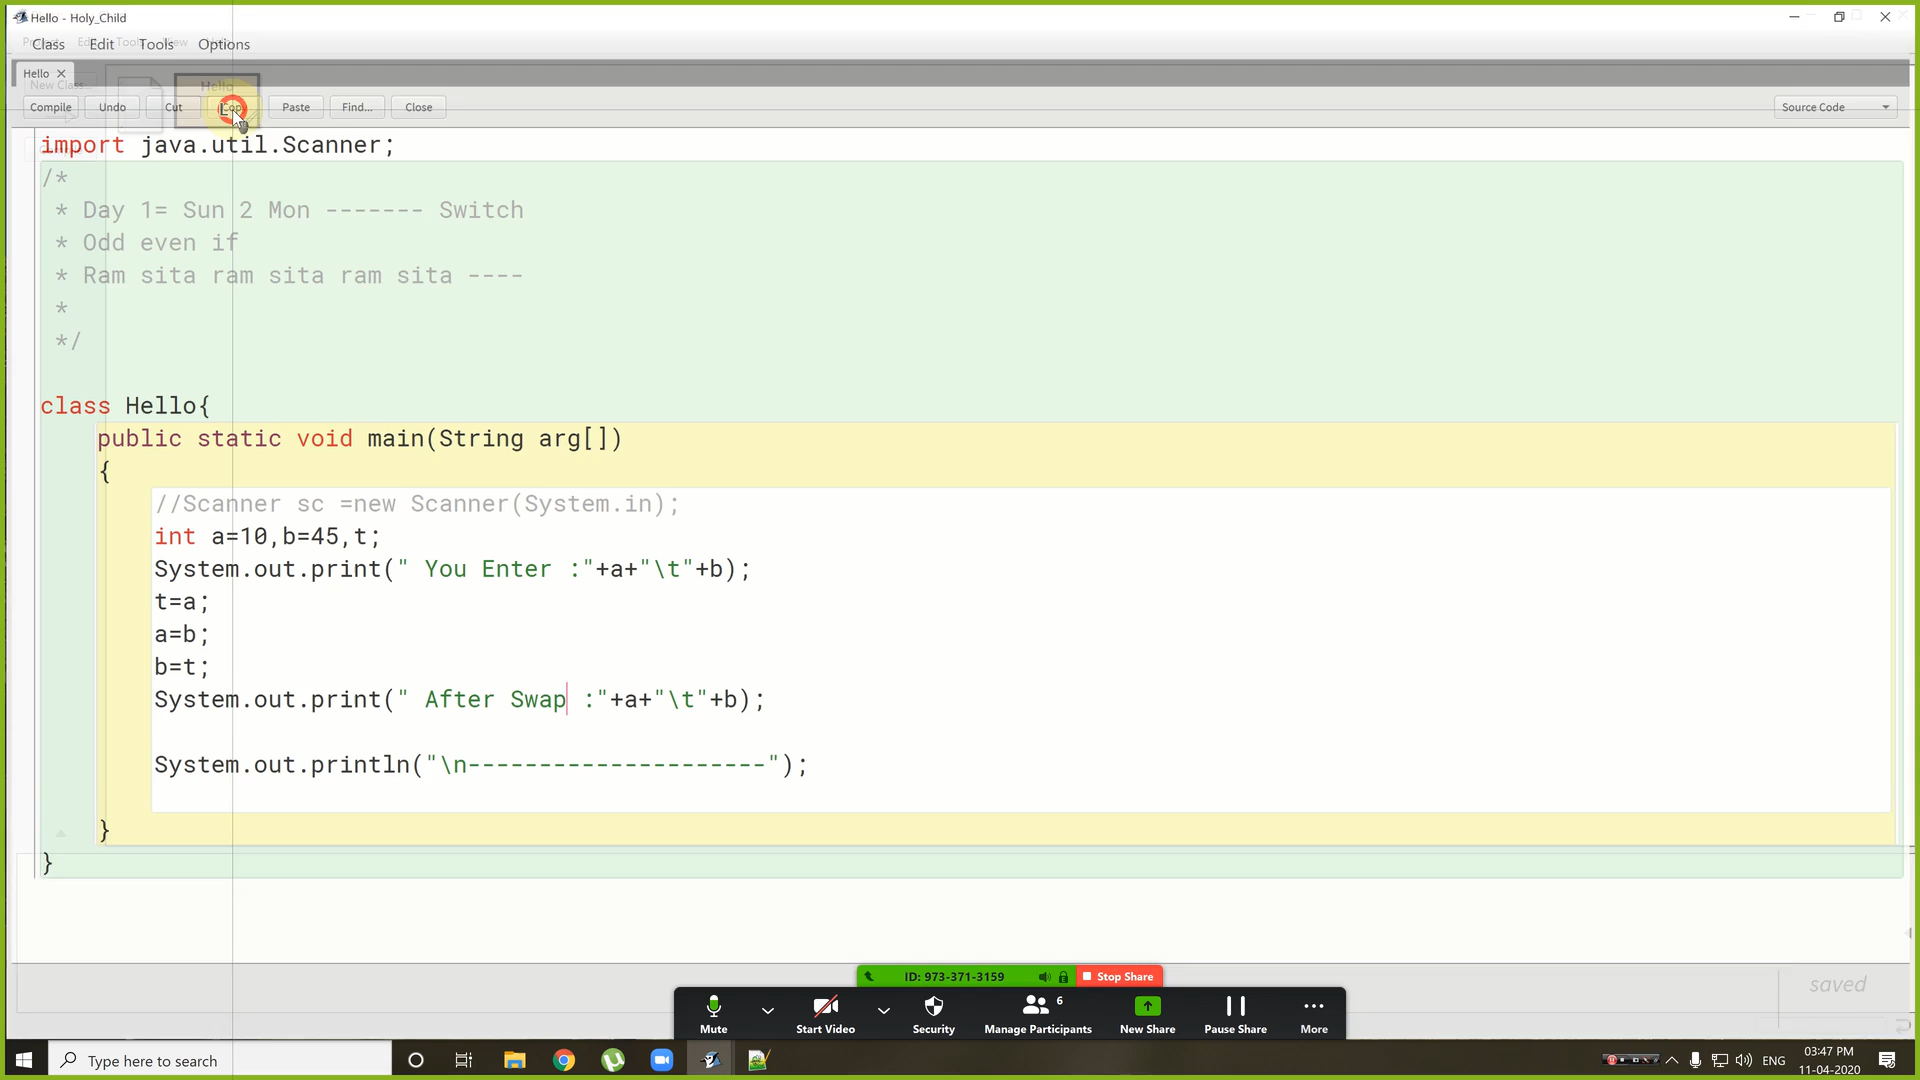 Hello - Holy_Child
Class Edit Tools Options
Hello
New Class...
Hello
Compile Undo Cut Copy Paste Find... Close Source Code
import java.util.Scanner;
/*
* Day 1= Sun 2 Mon ------- Switch
* Odd even if
* Ram sita ram sita ram sita ----
*
*/
class Hello{
public static void main(String arg[])
{
//Scanner sc =new Scanner(System.in);
int a=10,b=45,t;
System.out.print(" You Enter :"+a+"\t"+b);
t=a;
a=b;
b=t;
System.out.print(" After Swap :"+a+"\t"+b);
System.out.println("\n---------------------");
}
}
ID: 973-371-3159 Stop Share
saved
6
Mute Start Video Security Manage Participants New Share Pause Share More
Type here to search
ENG
03:47 PM
11-04-2020